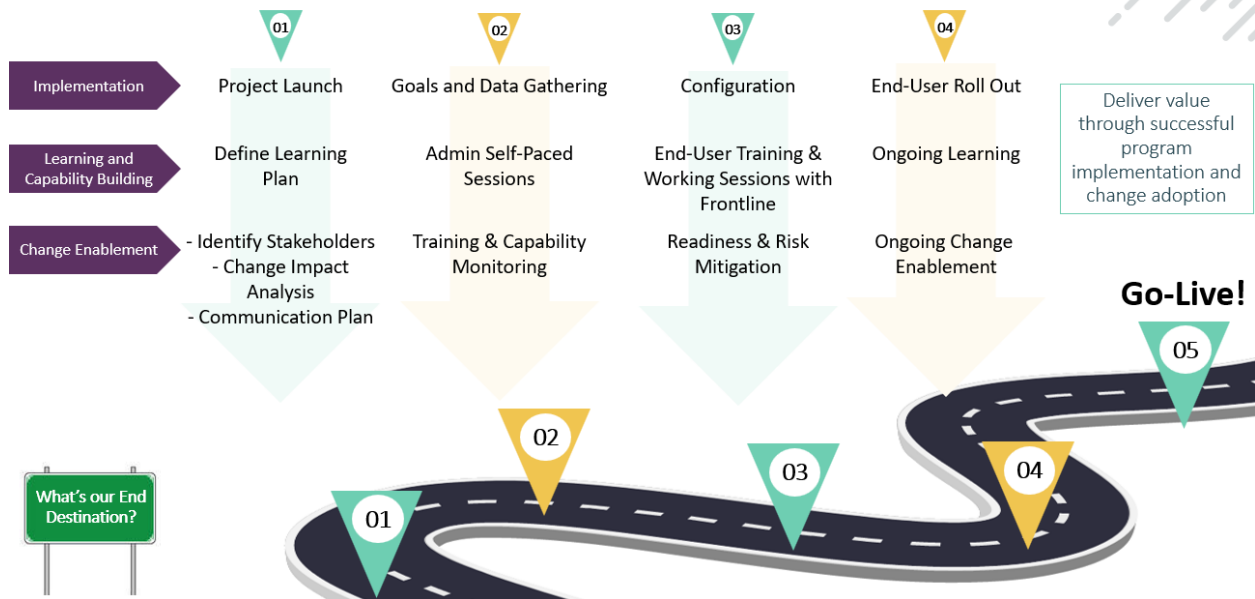 01
02
03
04
Implementation
Project Launch
Goals and Data Gathering
Configuration
End-User Roll Out
Deliver value
through successful
program
implementation and
change adoption
Learning and
Capability Building
Define Learning
Plan
Admin Self-Paced
Sessions
End-User Training &
Working Sessions with
Frontline
Ongoing Learning
Change Enablement
- Identify Stakeholders
- Change Impact
Analysis
- Communication Plan
Training & Capability
Monitoring
Readiness & Risk
Mitigation
Ongoing Change
Enablement
Go-Live!
05
02
03
04
01
What's our End
Destination?